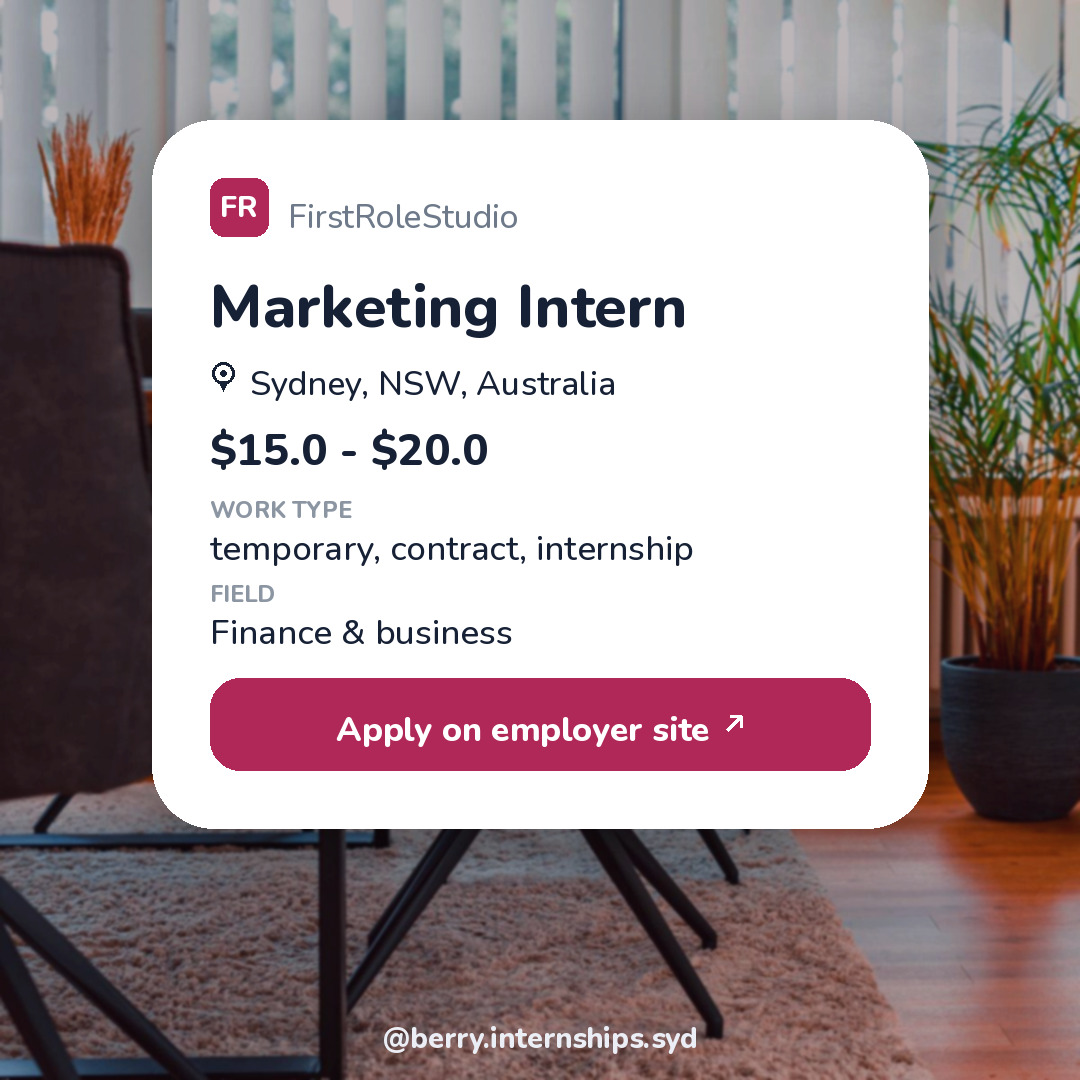 FR
FirstRoleStudio
Marketing Intern
Sydney, NSW, Australia
$15.0 - $20.0
WORK TYPE
temporary, contract, internship
FIELD
Finance & business
Apply on employer site ↗
@berry.internships.syd